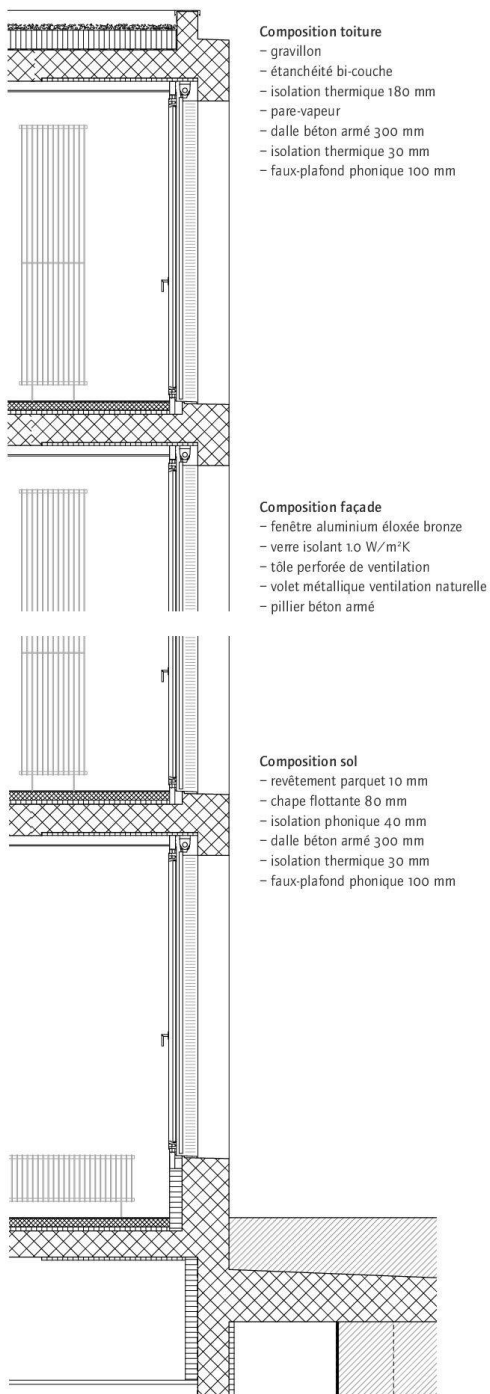 Composition toiture
– gravillon
– étanchéité bi-couche
– isolation thermique 180 mm
– pare-vapeur
– dalle béton armé 300 mm
– isolation thermique 30 mm
– faux-plafond phonique 100 mm
Composition façade
– fenêtre aluminium éloxée bronze
– verre isolant 1.0 W/m²K
– tôle perforée de ventilation
– volet métallique ventilation naturelle
– pillier béton armé
Composition sol
– revêtement parquet 10 mm
– chape flottante 80 mm
– isolation phonique 40 mm
– dalle béton armé 300 mm
– isolation thermique 30 mm
– faux-plafond phonique 100 mm